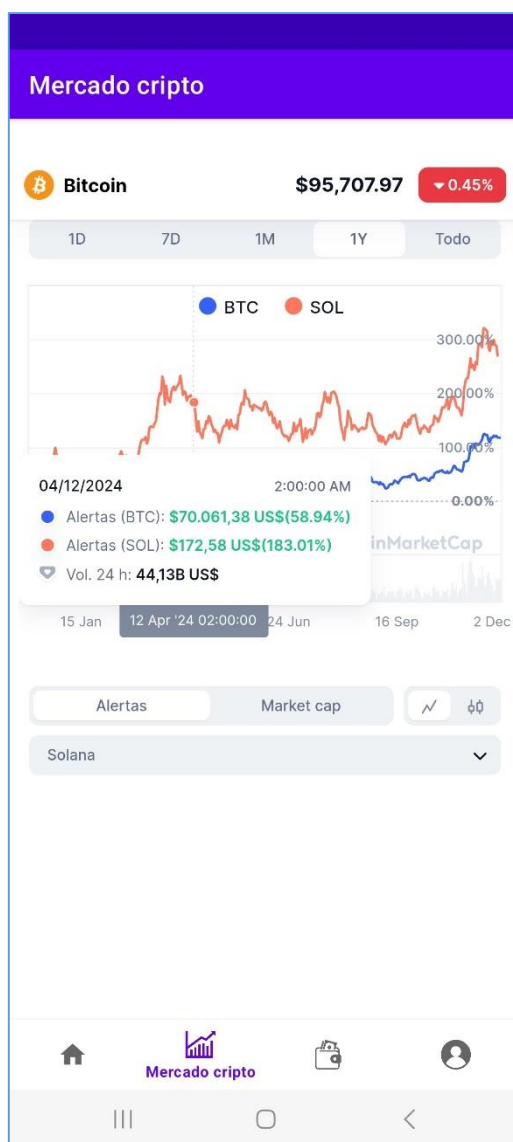 Mercado cripto
Bitcoin $95,707.97 0.45%
1D 7D 1M 1Y Todo
BTC SOL
300.00%
200.00%
100.00%
0.00%
04/12/2024 2:00:00 AM
Alertas (BTC): $70.061,38 US$(58.94%)
Alertas (SOL): $172,58 US$(183.01%)
Vol. 24 h: 44,13B US$
inMarketCap
15 Jan 12 Apr '24 02:00:00 24 Jun 16 Sep 2 Dec
Alertas Market cap
Solana
Mercado cripto